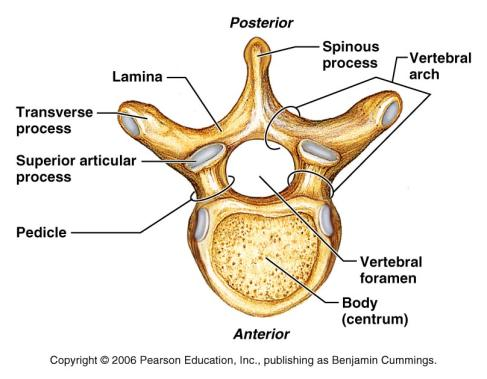 Posterior
Spinous
process
Vertebral
arch
Lamina
Transverse
process
Superior articular
process
Pedicle
Vertebral
foramen
Body
(centrum)
Anterior
Copyright © 2006 Pearson Education, Inc., publishing as Benjamin Cummings.